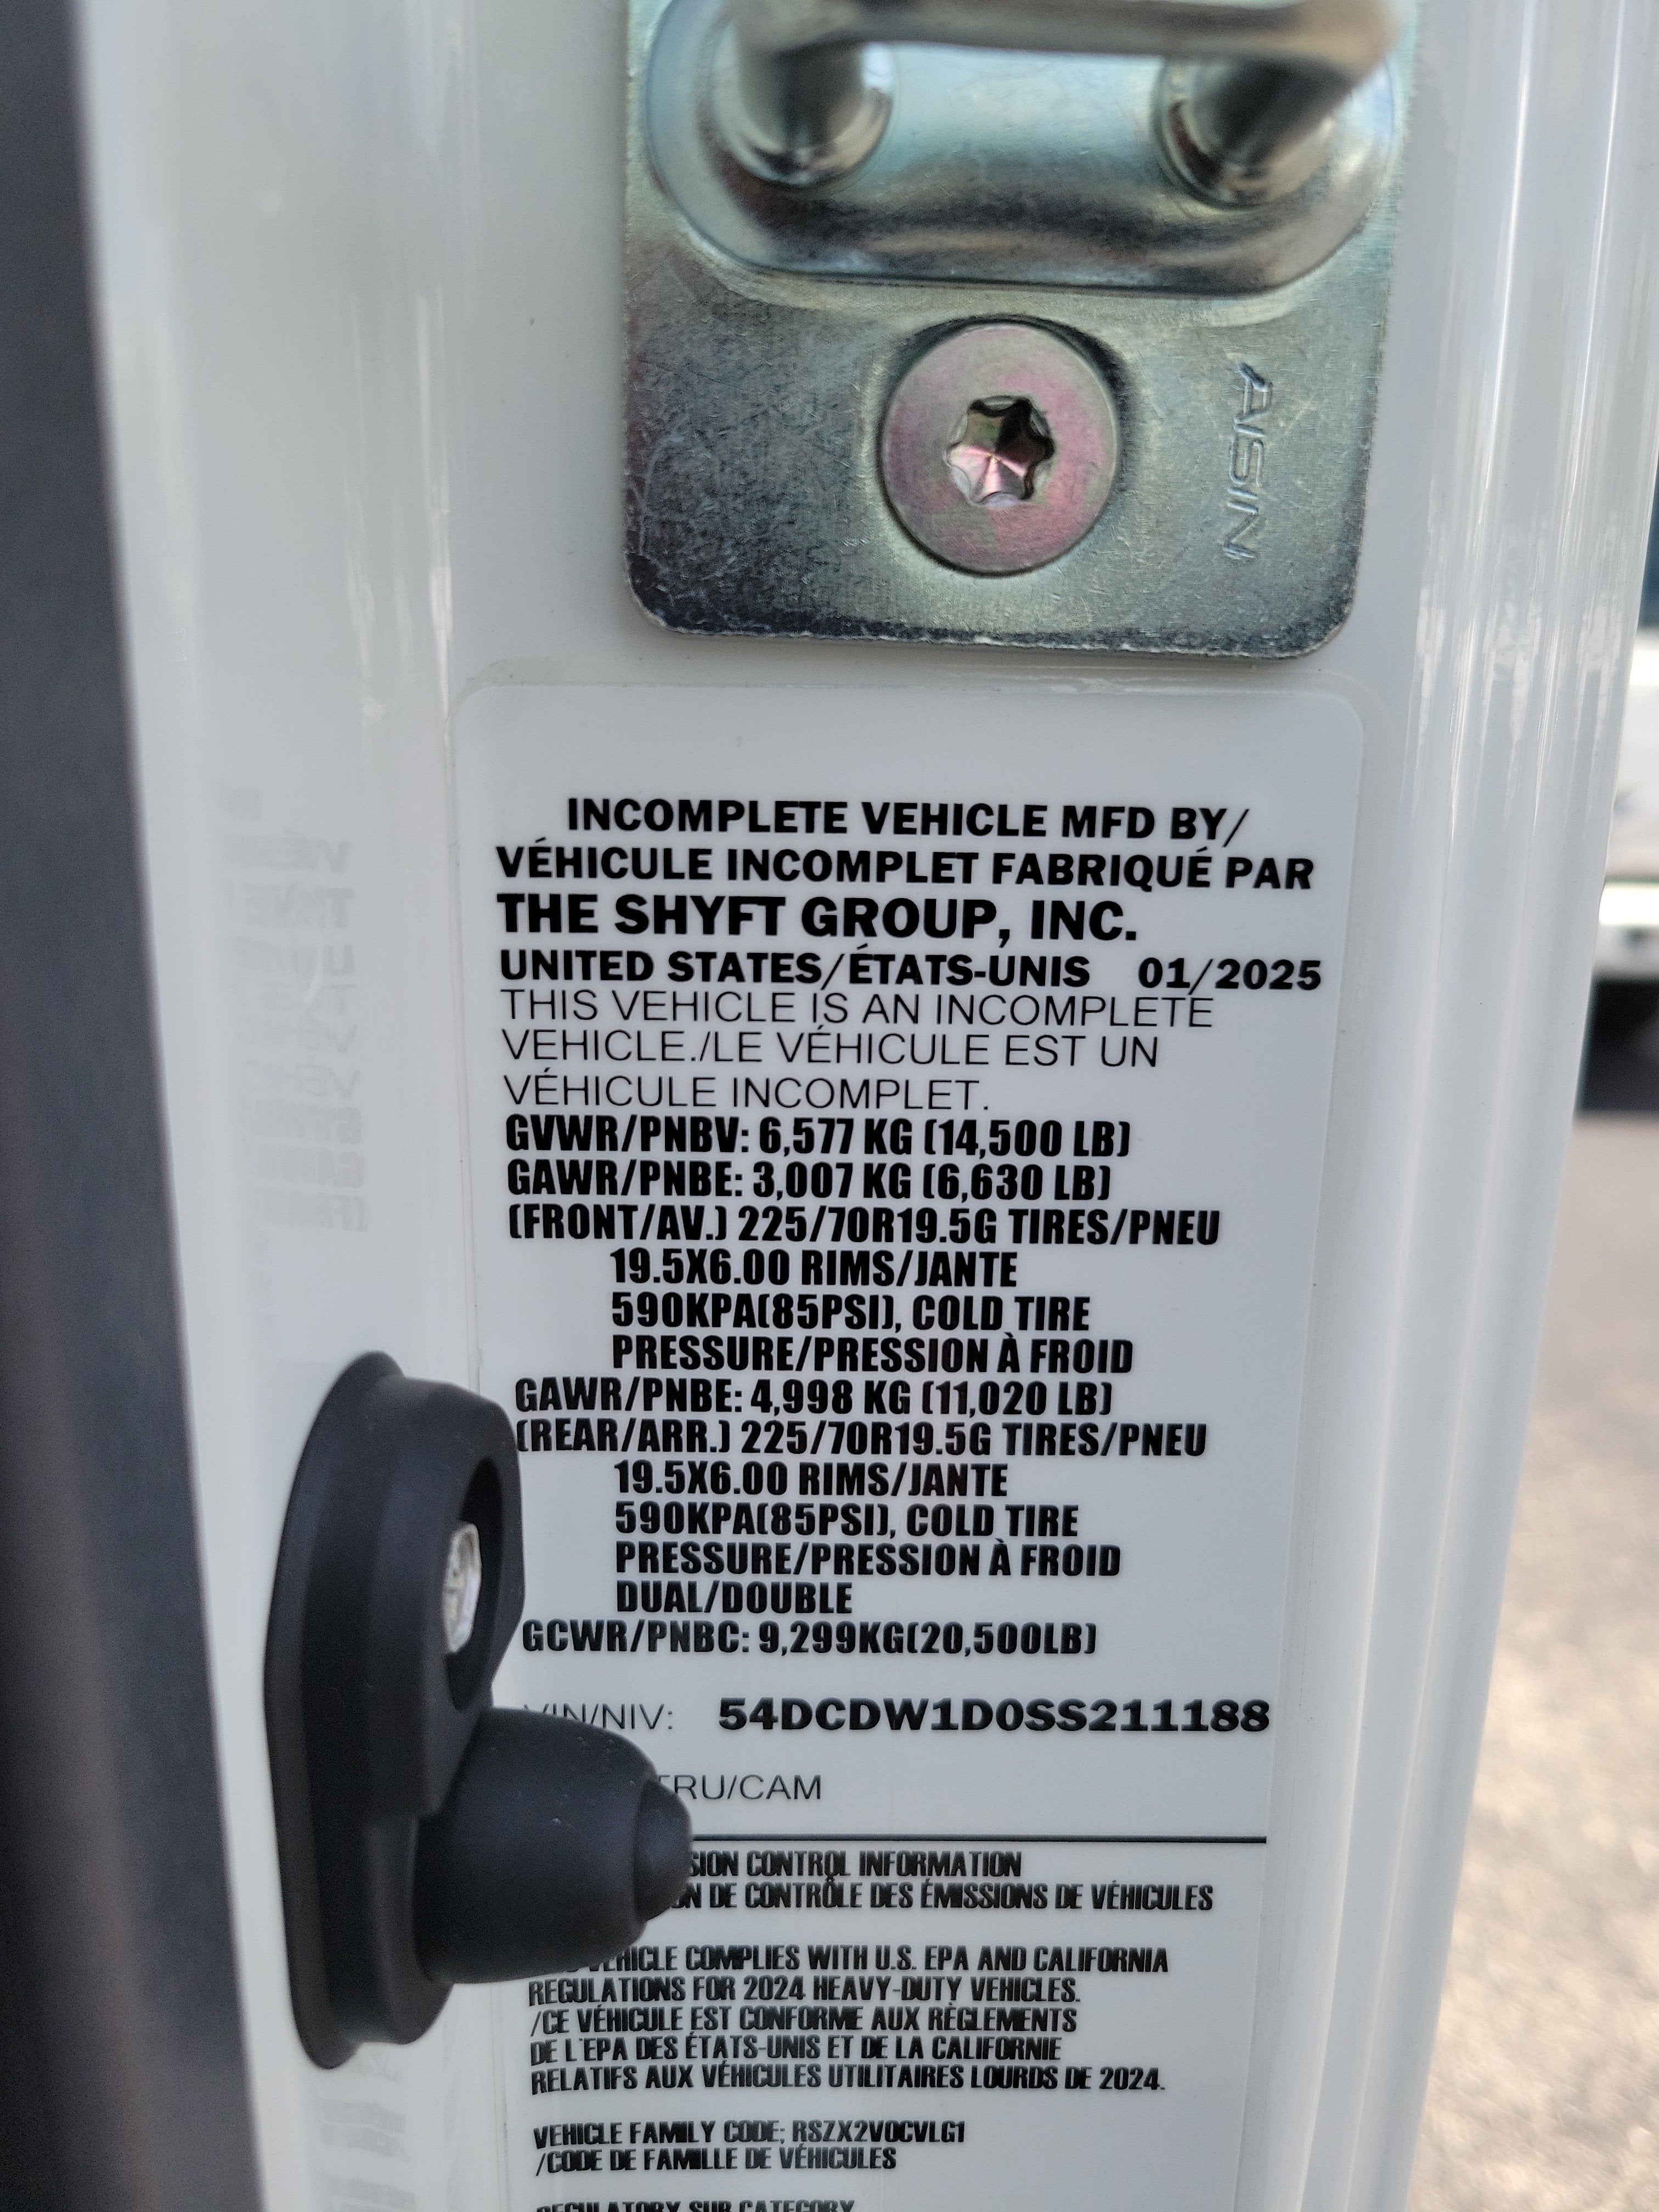 AISIN
INCOMPLETE VEHICLE MFD BY/
VÉHICULE INCOMPLET FABRIQUÉ PAR
THE SHYFT GROUP, INC.
UNITED STATES/ÉTATS-UNIS 01/2025
THIS VEHICLE IS AN INCOMPLETE
VEHICLE./LE VÉHICULE EST UN
VÉHICULE INCOMPLET.
GVWR/PNBV: 6,577 KG (14,500 LB)
GAWR/PNBE: 3,007 KG (6,630 LB)
(FRONT/AV.) 225/70R19.5G TIRES/PNEU
19.5X6.00 RIMS/JANTE
590KPA(85PSI), COLD TIRE
PRESSURE/PRESSION À FROID
GAWR/PNBE: 4,998 KG (11,020 LB)
(REAR/ARR.) 225/70R19.5G TIRES/PNEU
19.5X6.00 RIMS/JANTE
590KPA(85PSI), COLD TIRE
PRESSURE/PRESSION À FROID
DUAL/DOUBLE
GCWR/PNBC: 9,299KG(20,500LB)
VIN/NIV: 54DCDW1D0SS211188
TRU/CAM
CONTROL INFORMATION
DE CONTRÔLE DES ÉMISSIONS DE VÉHICULES
VEHICLE COMPLIES WITH U.S. EPA AND CALIFORNIA
REGULATIONS FOR 2024 HEAVY-DUTY VEHICLES.
/CE VÉHICULE EST CONFORME AUX RÈGLEMENTS
DE L'EPA DES ÉTATS-UNIS ET DE LA CALIFORNIE
RELATIFS AUX VÉHICULES UTILITAIRES LOURDS DE 2024.
VEHICLE FAMILY CODE; RSZX2VOCVLG1
/CODE DE FAMILLE DE VÉHICULES
REGULATORY SUB CATEGORY